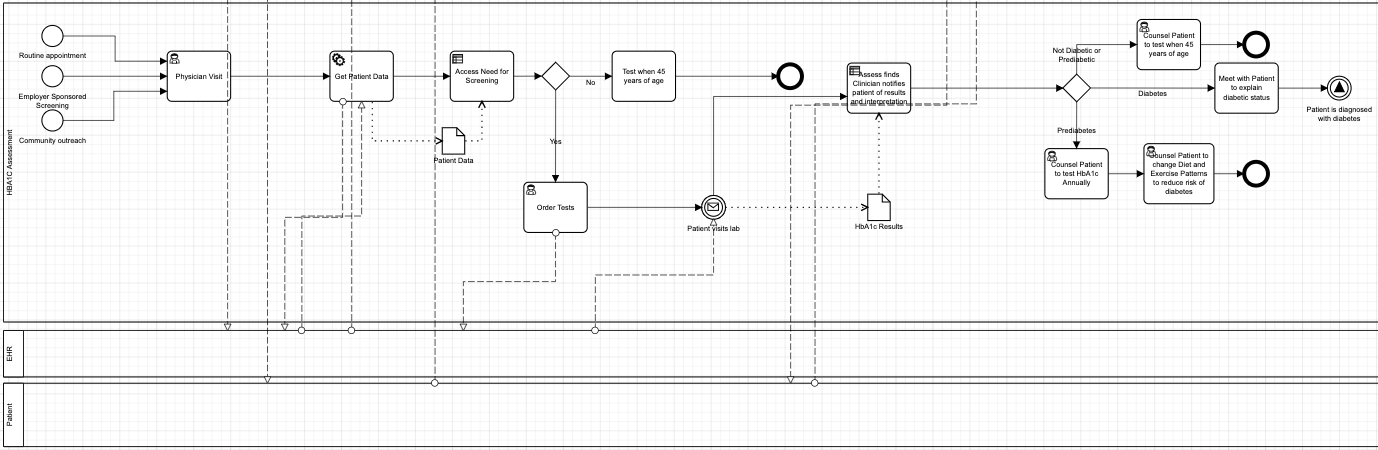 HBA1C Assessment
Routine appointment
Employer Sponsored
Screening
Community outreach
Physician Visit
Get Patient Data
Patient Data
Access Need for
Screening
No
Yes
Test when 45
years of age
Order Tests
Patient visits lab
Assess finds
Clinician notifies
patient of results
and interpretation
HbA1c Results
Not Diabetic or
Prediabetic
Diabetes
Prediabetes
Counsel Patient
to test when 45
years of age
Meet with Patient
to explain
diabetic status
Patient is diagnosed
with diabetes
Counsel Patient
to test HbA1c
Annually
Counsel Patient to
change Diet and
Exercise Patterns
to reduce risk of
diabetes
EHR
Patient